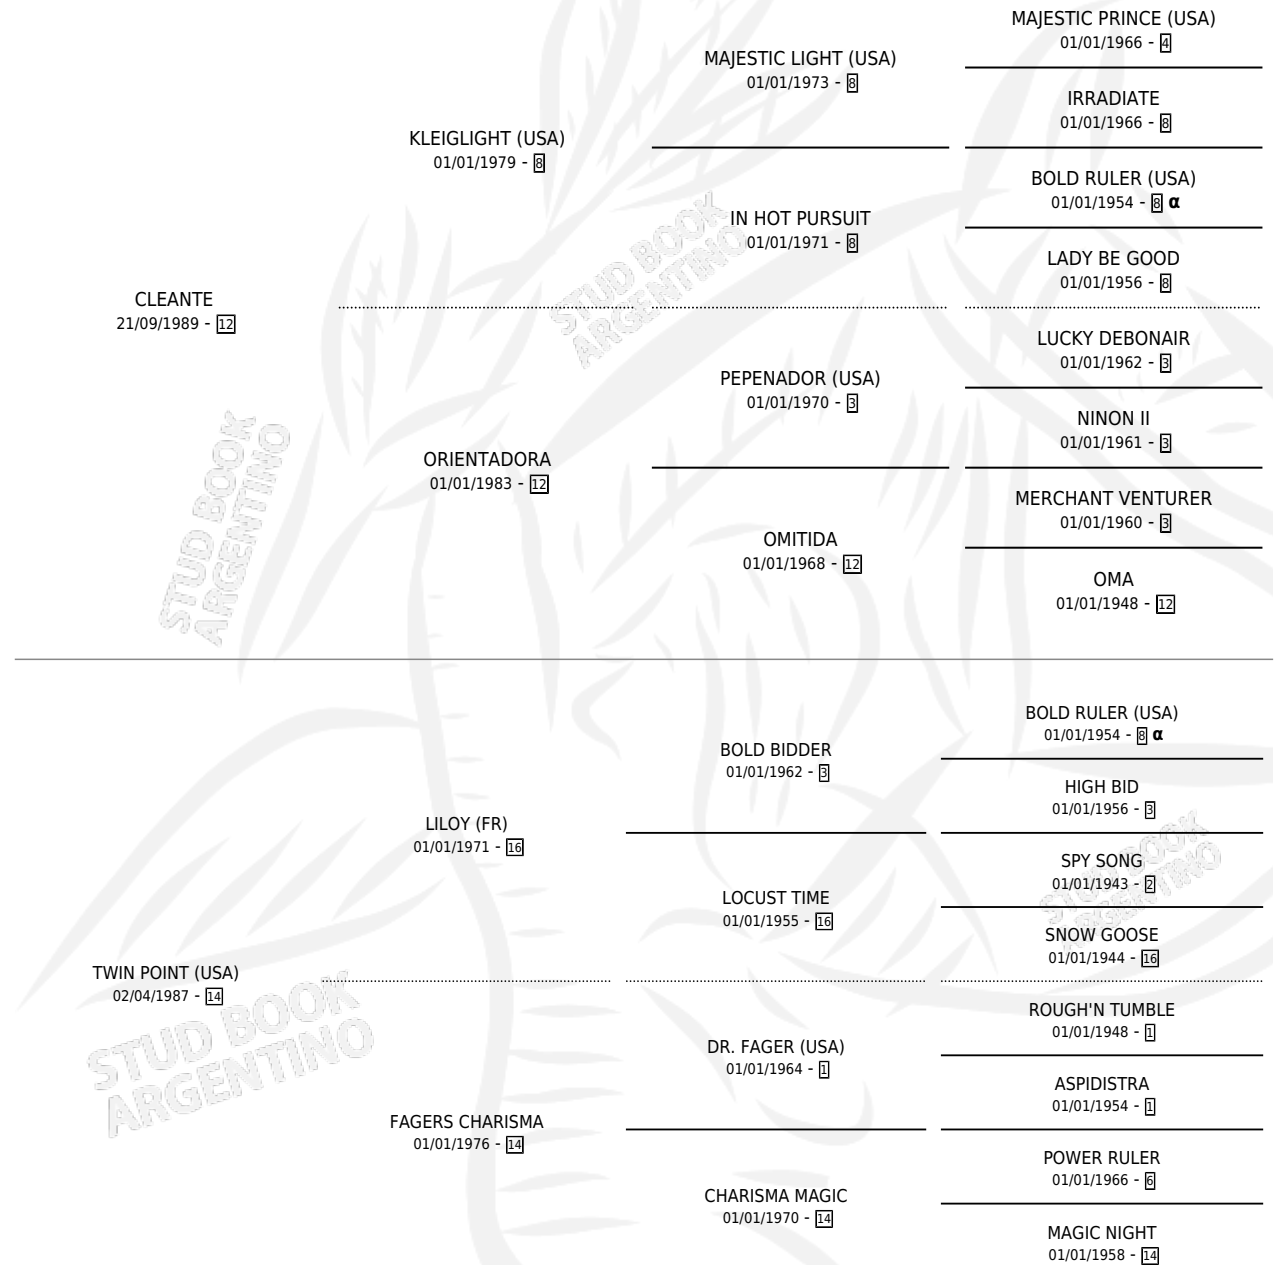 MAJESTIC PRINCE (USA)
01/01/1966 - 4
MAJESTIC LIGHT (USA)
01/01/1973 - 8
IRRADIATE
01/01/1966 - 8
KLEIGLIGHT (USA)
01/01/1979 - 8
BOLD RULER (USA)
01/01/1954 - 8 α
IN HOT PURSUIT
01/01/1971 - 8
LADY BE GOOD
01/01/1956 - 8
STUD BOOK
ARGENTINO
CLEANTE
21/09/1989 - 12
LUCKY DEBONAIR
01/01/1962 - 3
PEPENADOR (USA)
01/01/1970 - 3
NINON II
01/01/1961 - 3
ORIENTADORA
01/01/1983 - 12
MERCHANT VENTURER
01/01/1960 - 3
OMITIDA
01/01/1968 - 12
OMA
01/01/1948 - 12
STUD BOOK
ARGENTINO
BOLD RULER (USA)
01/01/1954 - 8 α
BOLD BIDDER
01/01/1962 - 3
HIGH BID
01/01/1956 - 3
LILOY (FR)
01/01/1971 - 16
SPY SONG
01/01/1943 - 2
LOCUST TIME
01/01/1955 - 16
SNOW GOOSE
01/01/1944 - 16
STUD BOOK
ARGENTINO
TWIN POINT (USA)
02/04/1987 - 14
ROUGH'N TUMBLE
01/01/1948 - 1
DR. FAGER (USA)
01/01/1964 - 1
ASPIDISTRA
01/01/1954 - 1
STUD BOOK
ARGENTINO
FAGERS CHARISMA
01/01/1976 - 14
POWER RULER
01/01/1966 - 6
CHARISMA MAGIC
01/01/1970 - 14
MAGIC NIGHT
01/01/1958 - 14